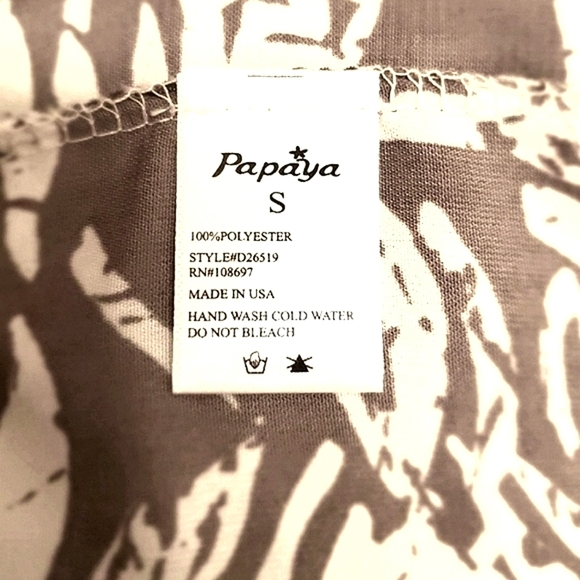 Papaya
S
100%POLYESTER
STYLE#D26519
RN#108697
MADE IN USA
HAND WASH COLD WATER
DO NOT BLEACH